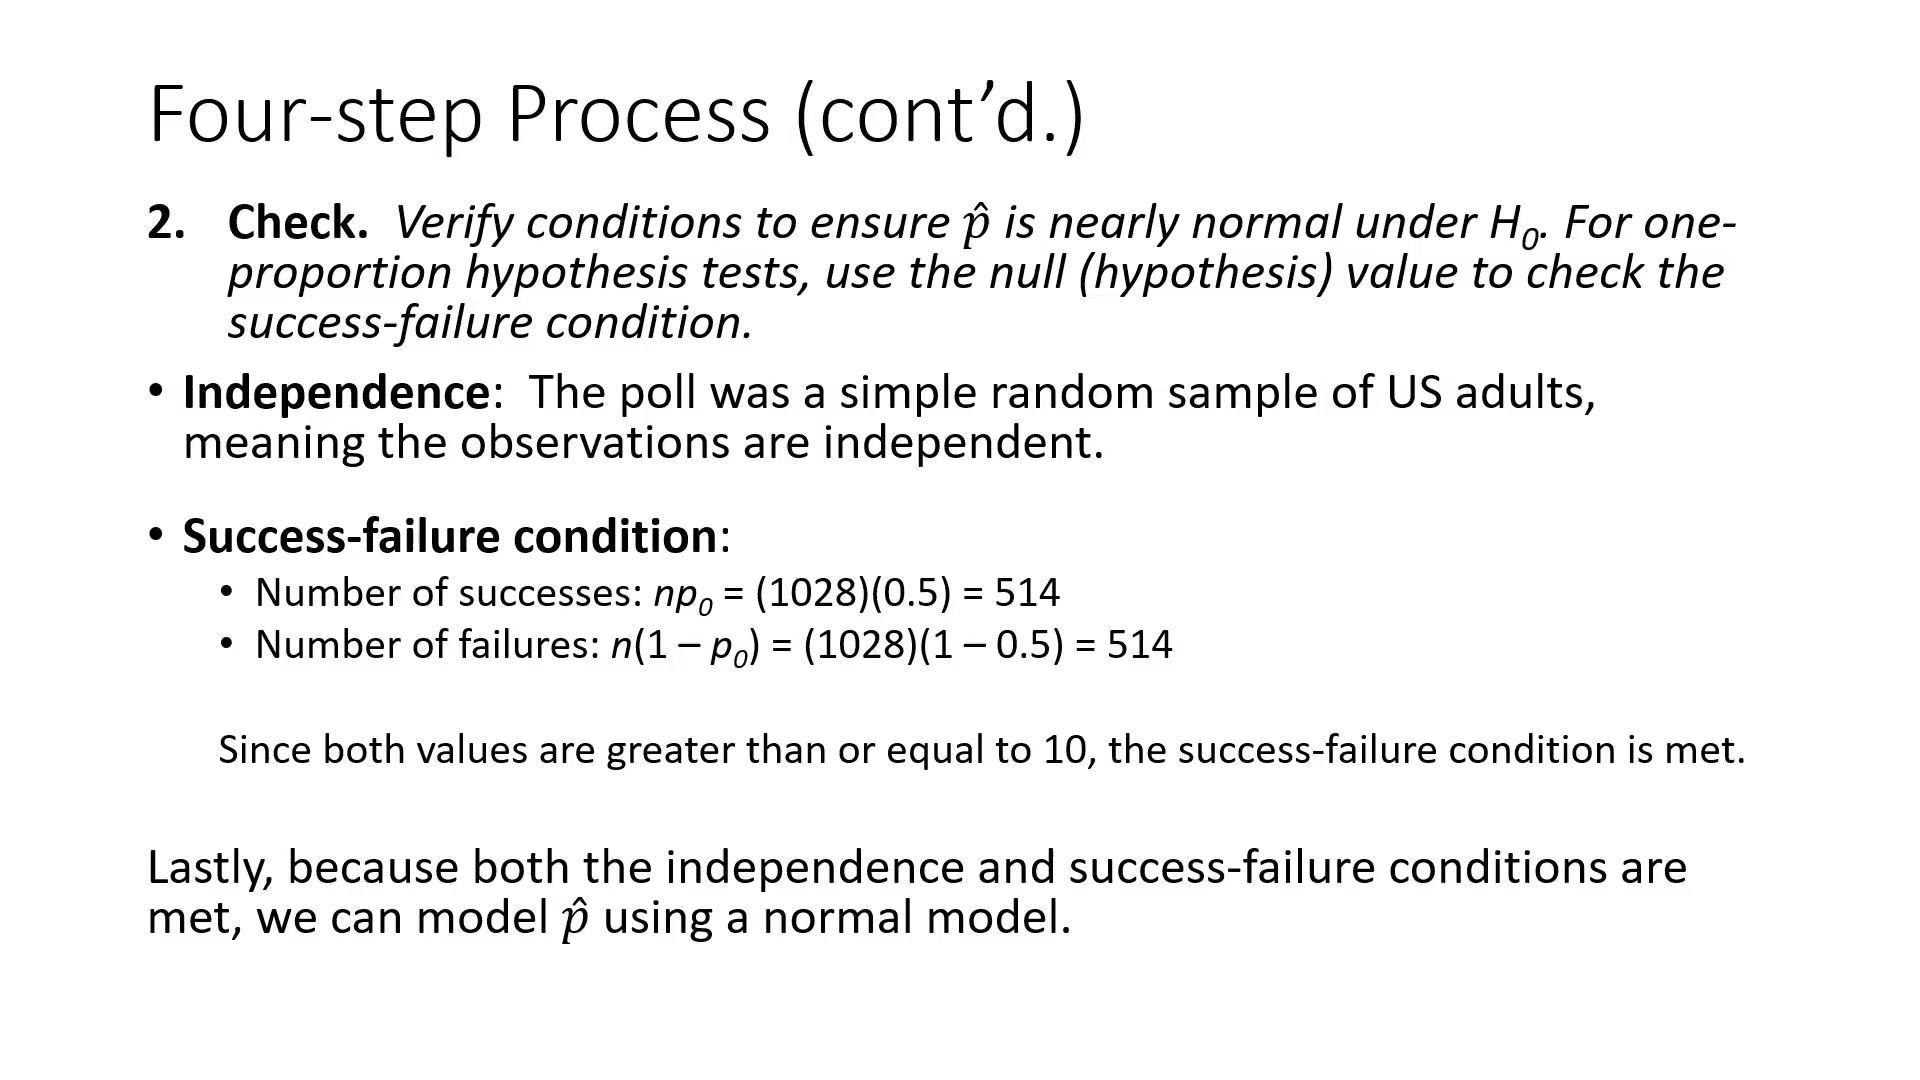 Four-step Process (cont’d.)
2. Check. Verify conditions to ensure p̂ is nearly normal under H₀. For one-
proportion hypothesis tests, use the null (hypothesis) value to check the
success-failure condition.
• Independence: The poll was a simple random sample of US adults,
meaning the observations are independent.
• Success-failure condition:
• Number of successes: np₀ = (1028)(0.5) = 514
• Number of failures: n(1 – p₀) = (1028)(1 – 0.5) = 514
Since both values are greater than or equal to 10, the success-failure condition is met.
Lastly, because both the independence and success-failure conditions are
met, we can model p̂ using a normal model.